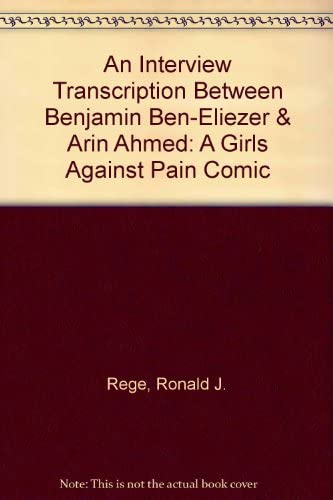 An Interview
Transcription Between
Benjamin Ben-Eliezer &
Arin Ahmed: A Girls
Against Pain Comic
Rege, Ronald J.
Note: This is not the actual book cover